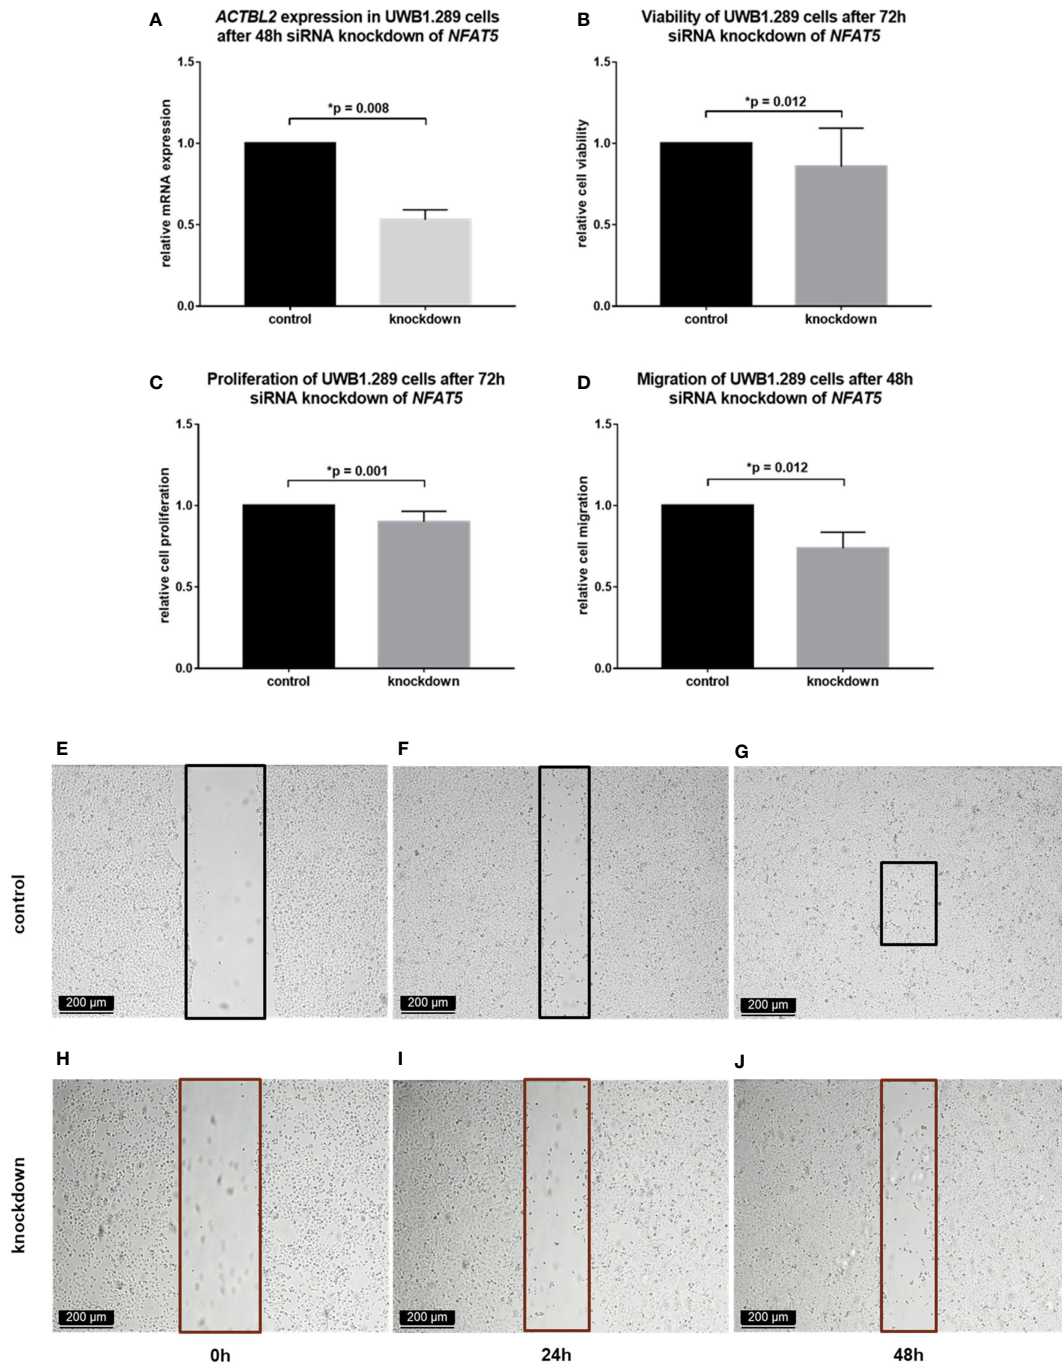 A
ACTBL2 expression in UWB1.289 cells
after 48h siRNA knockdown of NFAT5
relative mRNA expression
1.5
1.0
0.5
0.0
*p = 0.008
control
knockdown
B
Viability of UWB1.289 cells after 72h
siRNA knockdown of NFAT5
relative cell viability
1.5
1.0
0.5
0.0
*p = 0.012
control
knockdown
C
Proliferation of UWB1.289 cells after 72h
siRNA knockdown of NFAT5
relative cell proliferation
1.5
1.0
0.5
0.0
*p = 0.001
control
knockdown
D
Migration of UWB1.289 cells after 48h
siRNA knockdown of NFAT5
relative cell migration
1.5
1.0
0.5
0.0
*p = 0.012
control
knockdown
control
E
200 µm
F
200 µm
G
200 µm
knockdown
H
200 µm
I
200 µm
J
200 µm
0h
24h
48h